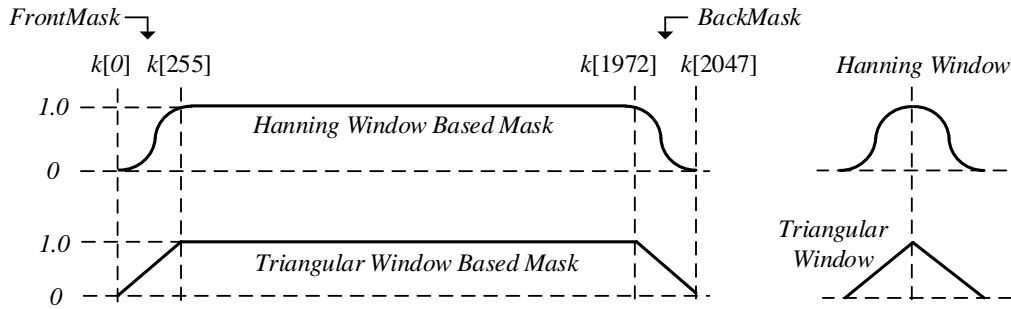 FrontMask
BackMask
k[0] k[255] k[1972] k[2047] Hanning Window
1.0
Hanning Window Based Mask
0
1.0
Triangular Window Based Mask
0
Triangular
Window